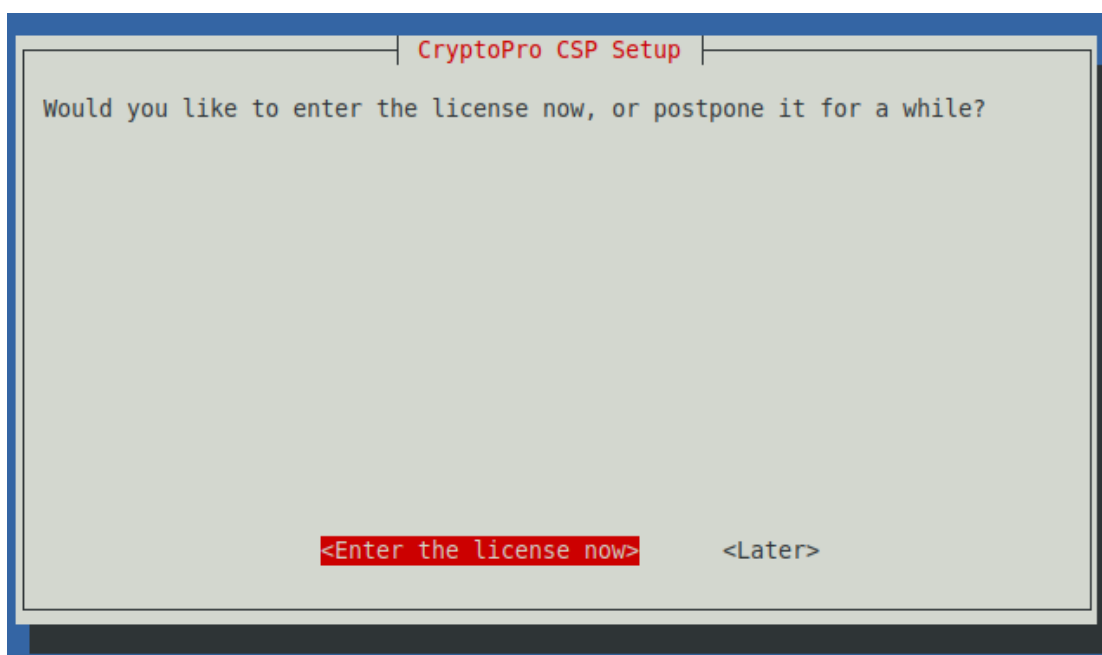 CryptoPro CSP Setup
Would you like to enter the license now, or postpone it for a while?
<Enter the license now> <Later>